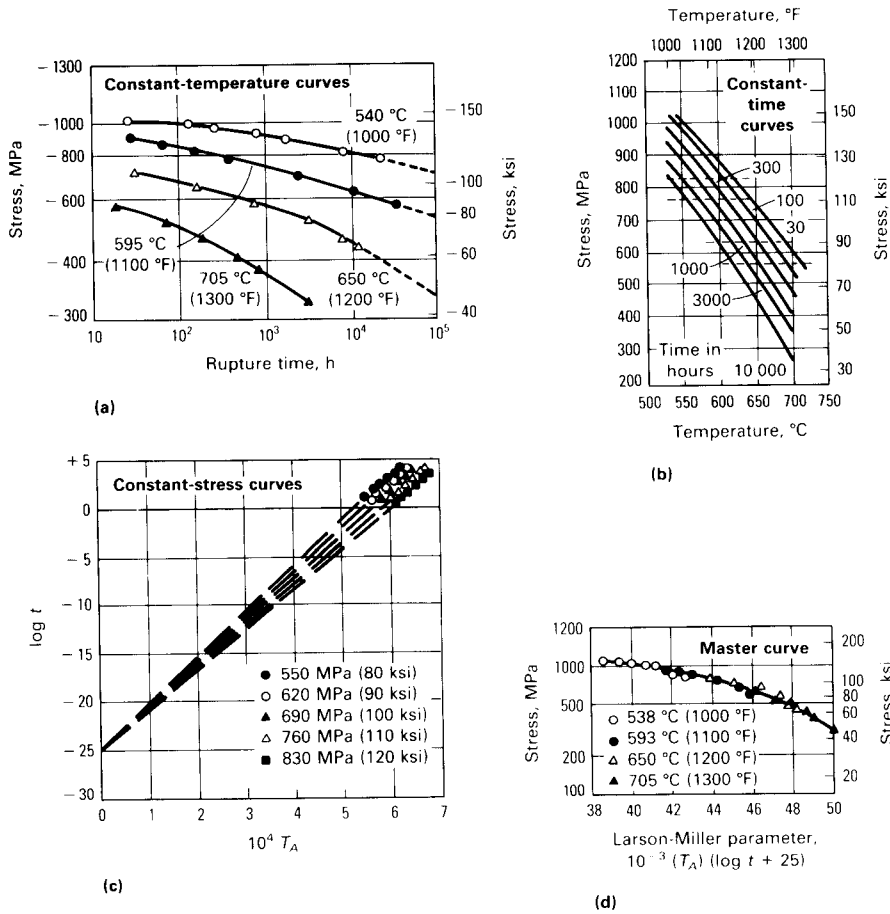 Constant-temperature curves
– 1300
– 1000
– 800
– 600
– 400
– 300
Stress, MPa
540 °C
(1000 °F)
595 °C
(1100 °F)
705 °C
(1300 °F)
650 °C
(1200 °F)
– 150
– 100
– 80
– 60
– 40
Stress, ksi
10
10²
10³
10⁴
10⁵
Rupture time, h
(a)
Temperature, °F
1000 1100 1200 1300
1200
1100
1000
900
800
700
600
500
400
300
200
Stress, MPa
Constant-
time
curves
300
100
30
1000
3000
10 000
Time in
hours
150
130
110
90
70
50
30
Stress, ksi
500 550 600 650 700 750
Temperature, °C
(b)
Constant-stress curves
+ 5
0
– 5
– 10
– 15
– 20
– 25
– 30
log t
550 MPa (80 ksi)
620 MPa (90 ksi)
690 MPa (100 ksi)
760 MPa (110 ksi)
830 MPa (120 ksi)
0 1 2 3 4 5 6 7
10⁴ T_A
(c)
Master curve
1200
1000
500
200
100
Stress, MPa
538 °C (1000 °F)
593 °C (1100 °F)
650 °C (1200 °F)
705 °C (1300 °F)
200
100
80
60
40
20
Stress, ksi
38 40 42 44 46 48 50
Larson-Miller parameter,
10⁻³ (T_A) (log t + 25)
(d)